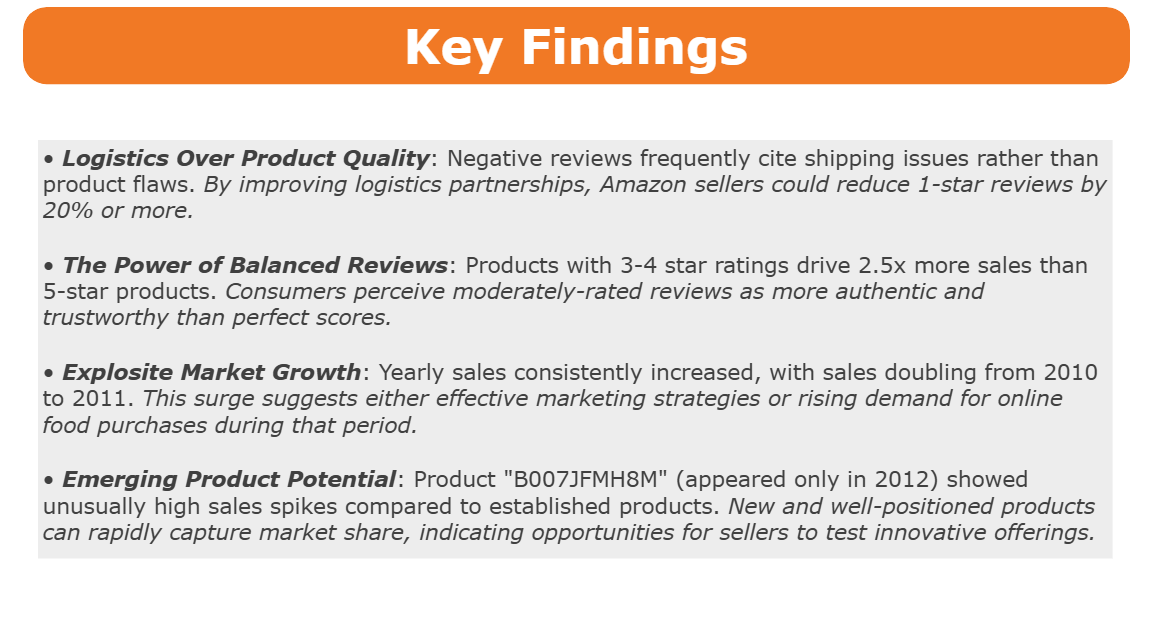 Key Findings
• Logistics Over Product Quality: Negative reviews frequently cite shipping issues rather than
product flaws. By improving logistics partnerships, Amazon sellers could reduce 1-star reviews by
20% or more.
• The Power of Balanced Reviews: Products with 3-4 star ratings drive 2.5x more sales than
5-star products. Consumers perceive moderately-rated reviews as more authentic and
trustworthy than perfect scores.
• Explosite Market Growth: Yearly sales consistently increased, with sales doubling from 2010
to 2011. This surge suggests either effective marketing strategies or rising demand for online
food purchases during that period.
• Emerging Product Potential: Product "B007JFMH8M" (appeared only in 2012) showed
unusually high sales spikes compared to established products. New and well-positioned products
can rapidly capture market share, indicating opportunities for sellers to test innovative offerings.